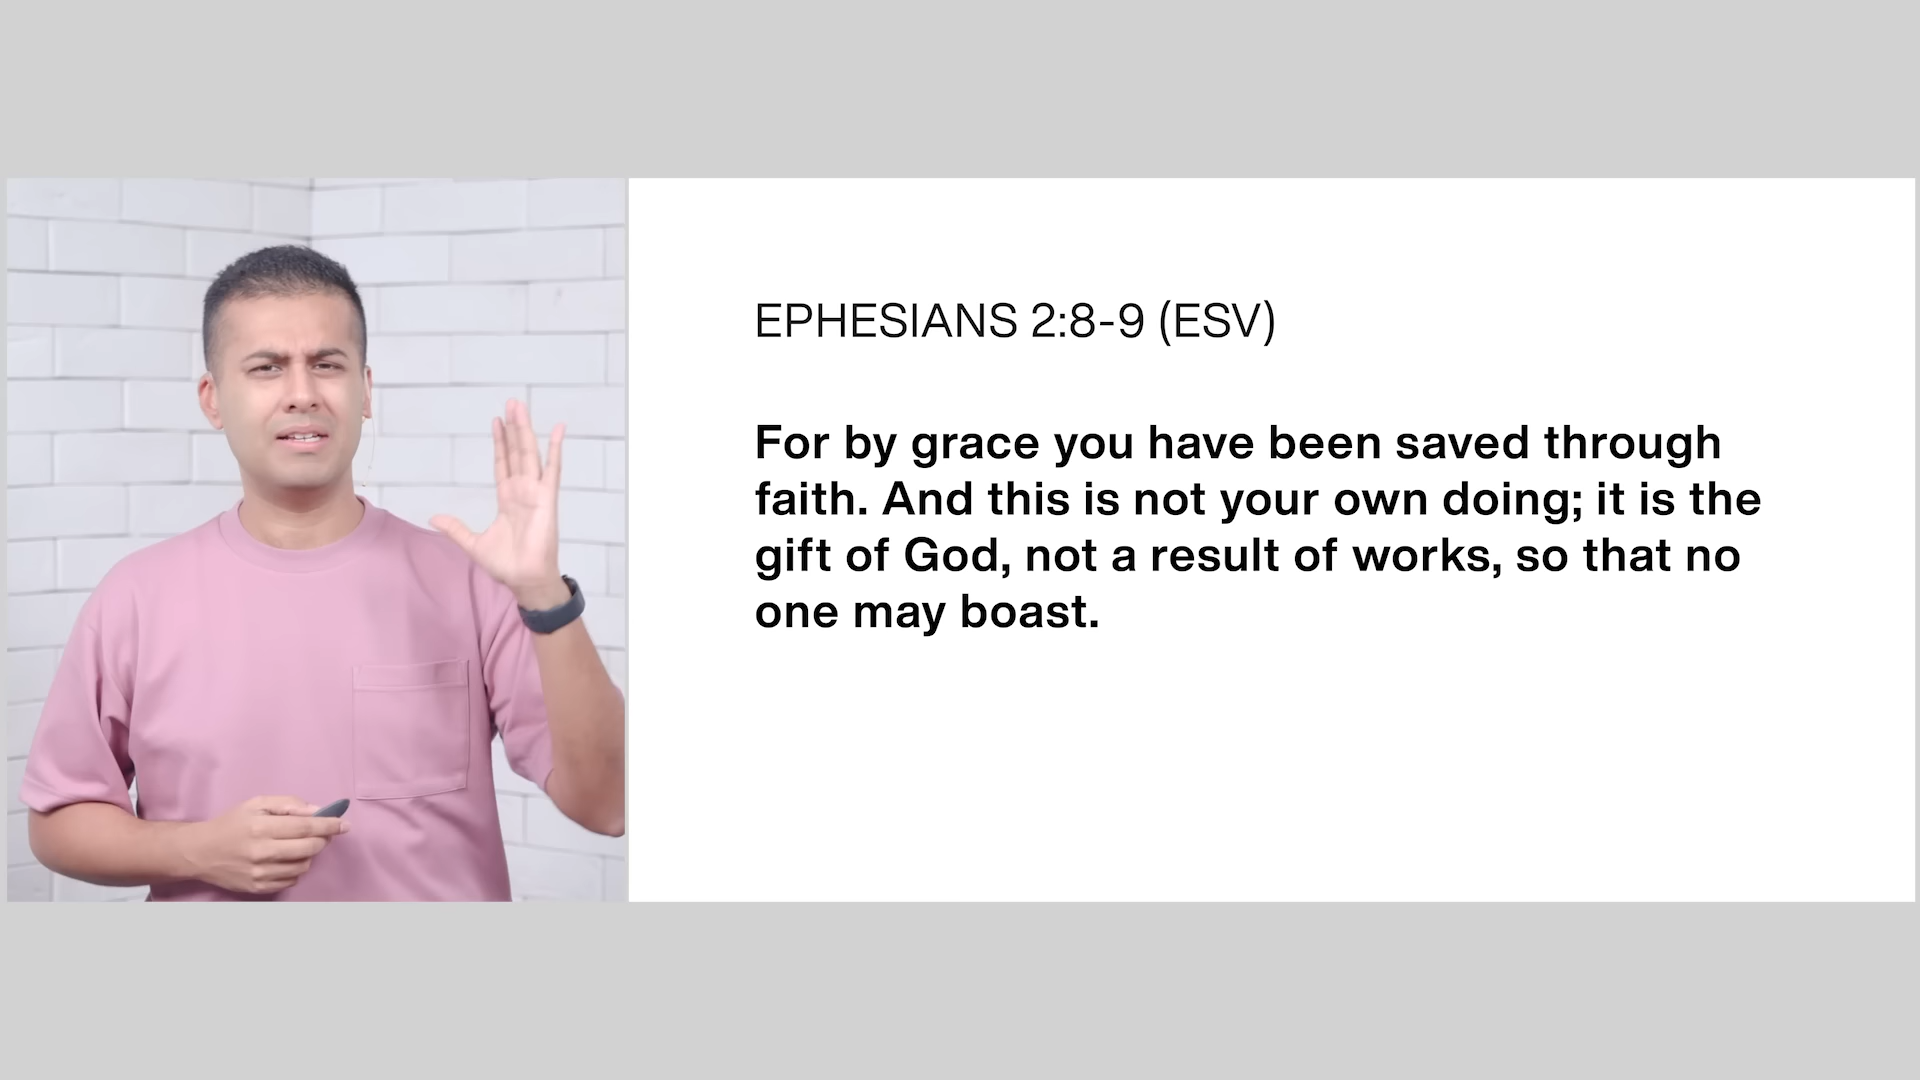 EPHESIANS 2:8-9 (ESV)
For by grace you have been saved through
faith. And this is not your own doing; it is the
gift of God, not a result of works, so that no
one may boast.